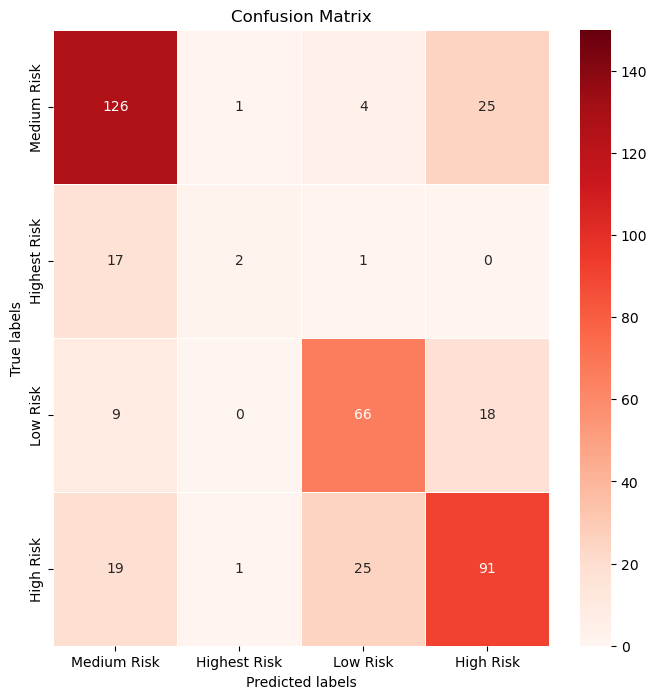 Confusion Matrix
Medium Risk
126
1
4
25
Highest Risk
17
2
1
0
Low Risk
9
0
66
18
High Risk
19
1
25
91
True labels
Medium Risk
Highest Risk
Low Risk
High Risk
Predicted labels
140
120
100
80
60
40
20
0